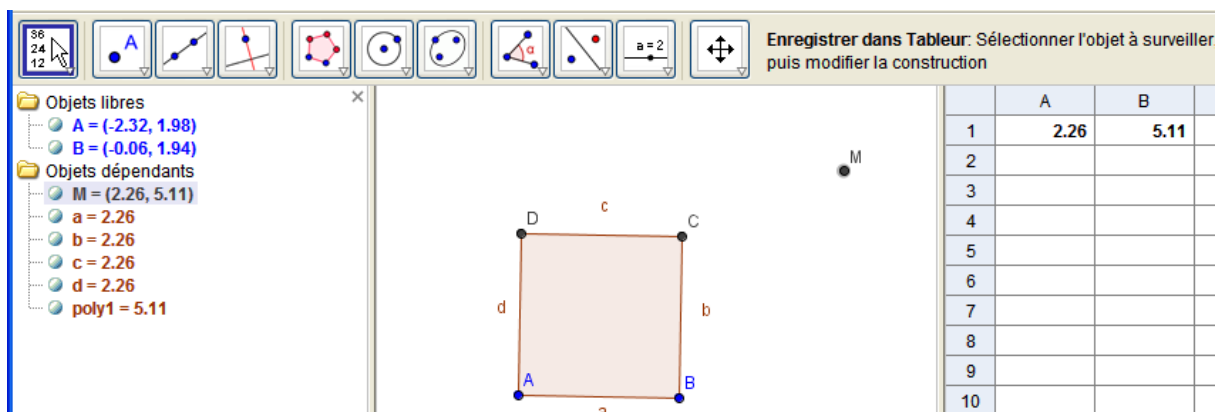 36
24
12
A
α
a=2
Enregistrer dans Tableur: Sélectionner l'objet à surveiller
puis modifier la construction
Objets libres
A = (-2.32, 1.98)
B = (-0.06, 1.94)
Objets dépendants
M = (2.26, 5.11)
a = 2.26
b = 2.26
c = 2.26
d = 2.26
poly1 = 5.11
M
c
D
C
d
b
A
B
a
A B
1 2.26 5.11
2
3
4
5
6
7
8
9
10